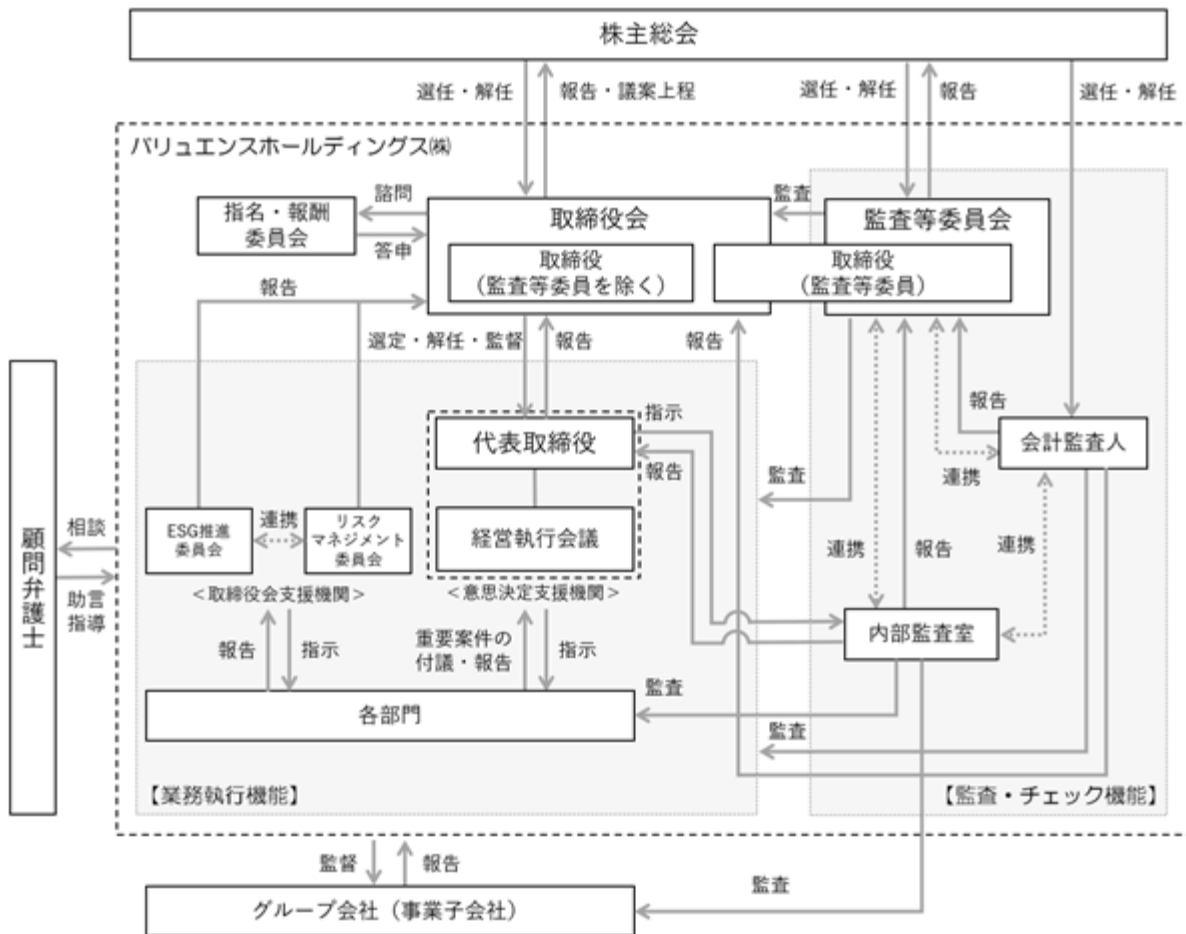 株主総会
選任・解任
報告・議案上程
選任・解任
報告
選任・解任
バリュエンスホールディングス㈱
指名・報酬
委員会
諮問
答申
取締役会
取締役
(監査等委員を除く)
監査
監査等委員会
取締役
(監査等委員)
報告
選定・解任・監督
報告
報告
顧問弁護士
相談
助言
指導
代表取締役
経営執行会議
<意思決定支援機関>
指示
報告
監査
ESG推進
委員会
連携
リスク
マネジメント
委員会
<取締役会支援機関>
報告
指示
重要案件の
付議・報告
指示
各部門
【業務執行機能】
報告
会計監査人
連携
連携
報告
連携
内部監査室
監査
監査
【監査・チェック機能】
監督
報告
監査
グループ会社(事業子会社)